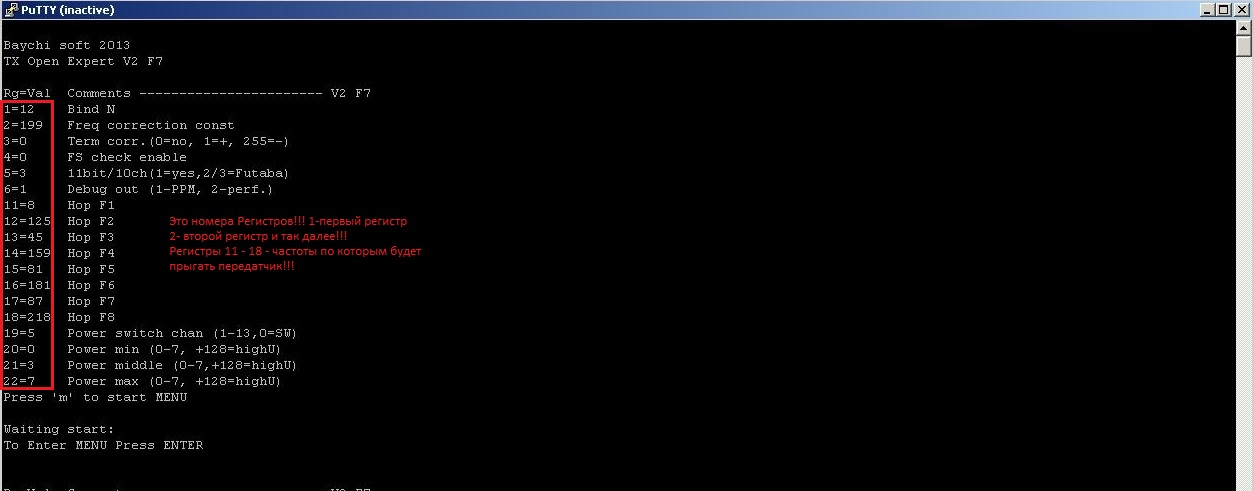 PuTTY (inactive)
Baychi soft 2013
TX Open Expert V2 F7
Rg=Val  Comments ----------------------- V2 F7
1=12    Bind N
2=199   Freq correction const
3=0     Term corr.(0=no, 1=+, 255=-)
4=0     FS check enable
5=3     11bit/10ch(1=yes,2/3=Futaba)
6=1     Debug out (1-PPM, 2-perf.)
11=8    Hop F1
12=125  Hop F2
13=45   Hop F3
14=159  Hop F4
15=81   Hop F5
16=181  Hop F6
17=87   Hop F7
18=218  Hop F8
19=5    Power switch chan (1-13,0=SW)
20=0    Power min (0-7, +128=highU)
21=3    Power middle (0-7,+128=highU)
22=7    Power max (0-7, +128=highU)
Press 'm' to start MENU
Waiting start:
To Enter MENU Press ENTER
Это номера Регистров!!! 1-первый регистр
2- второй регистр и так далее!!!
Регистры 11 - 18 - частоты по которым будет
прыгать передатчик!!!